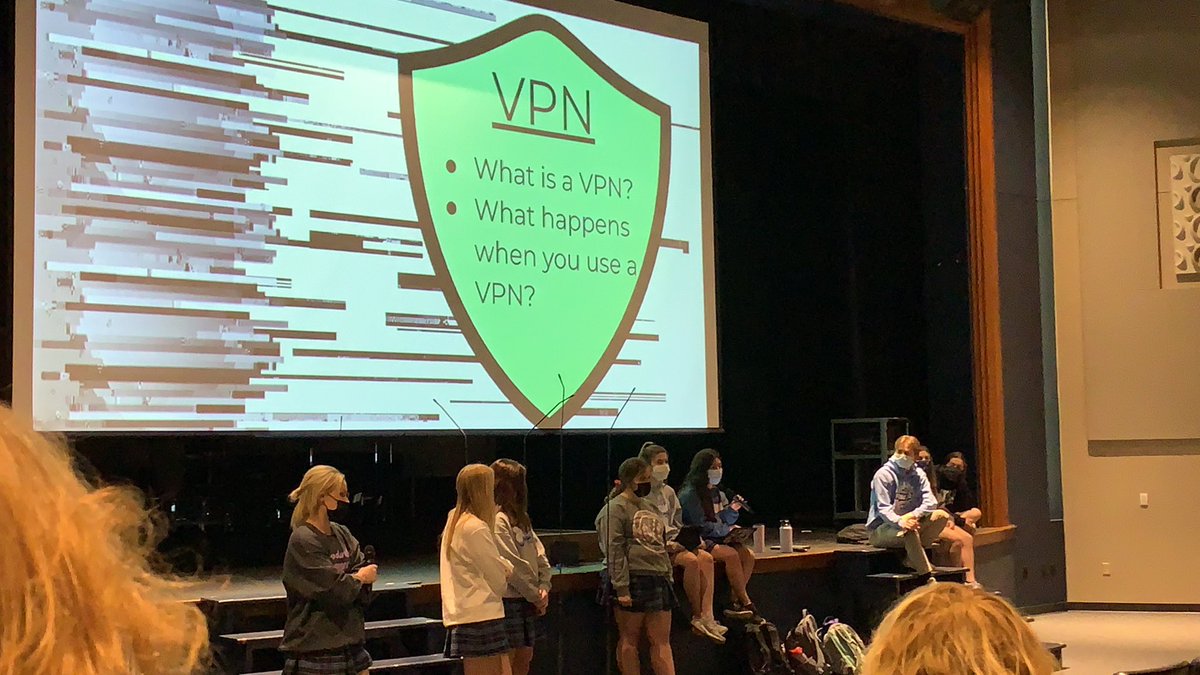 VPN
● What is a VPN?
● What happens
when you use a
VPN?